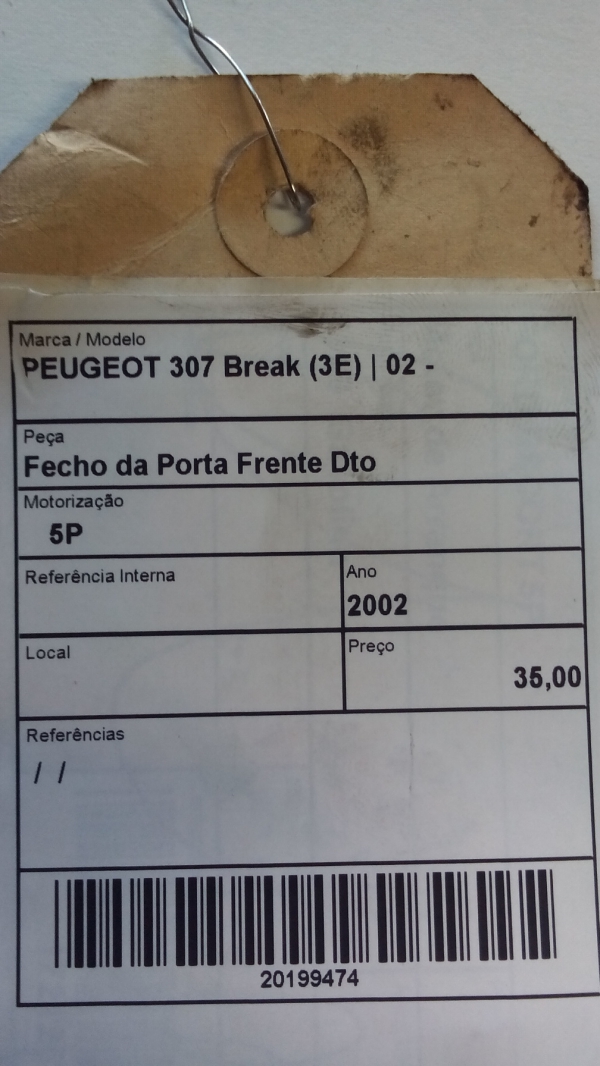 Marca / Modelo
PEUGEOT 307 Break (3E) | 02 -
Peça
Fecho da Porta Frente Dto
Motorização
5P
Referência Interna
Ano
2002
Local
Preço
35,00
Referências
/ /
20199474